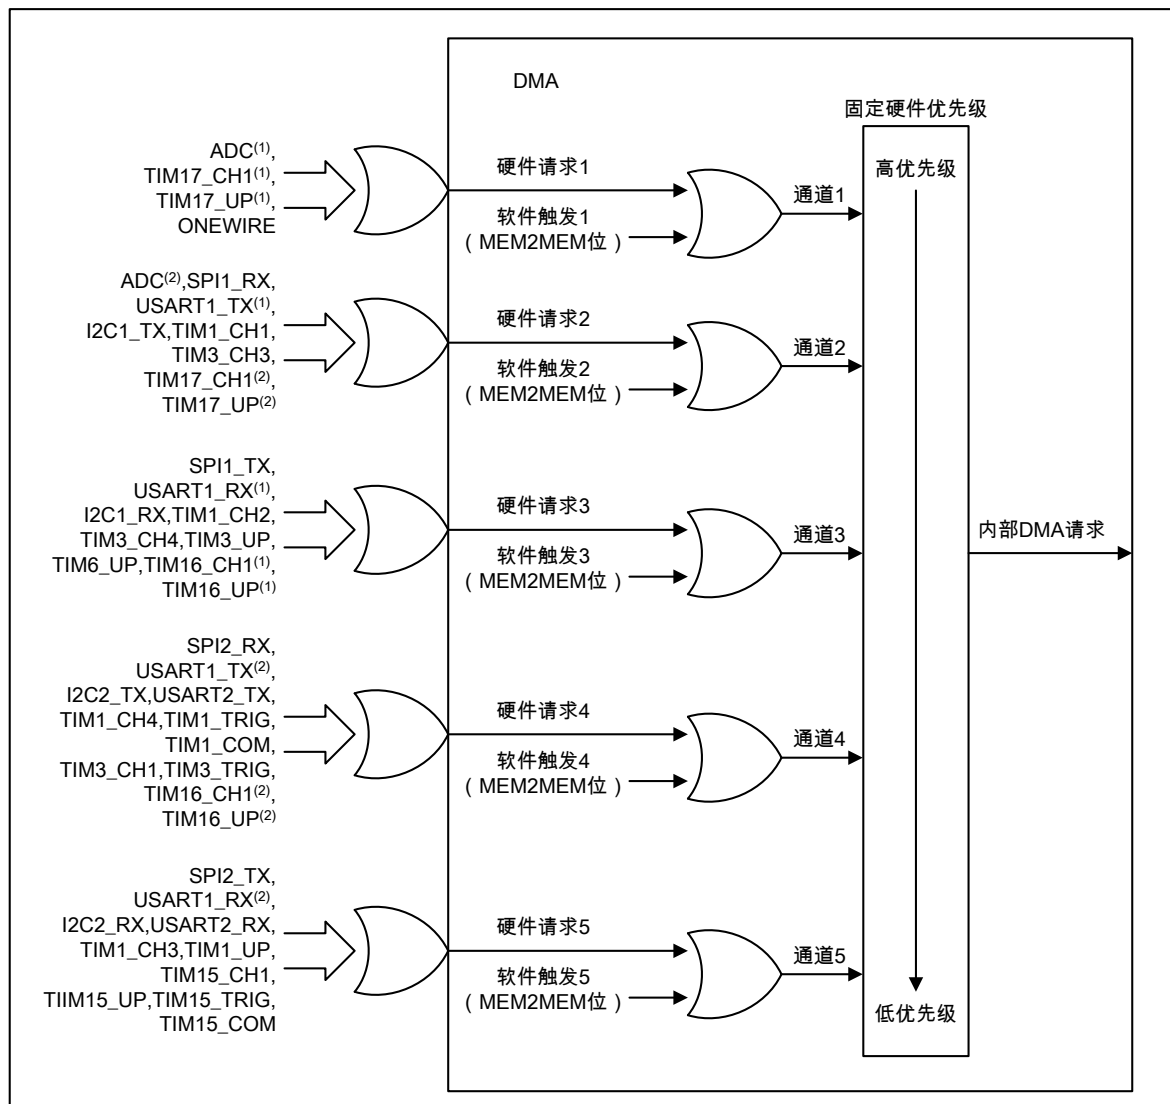 DMA
固定硬件优先级
高优先级
ADC(1),
TIM17_CH1(1),
TIM17_UP(1),
ONEWIRE
硬件请求1
软件触发1
（MEM2MEM位）
通道1
ADC(2),SPI1_RX,
USART1_TX(1),
I2C1_TX,TIM1_CH1,
TIM3_CH3,
TIM17_CH1(2),
TIM17_UP(2)
硬件请求2
软件触发2
（MEM2MEM位）
通道2
SPI1_TX,
USART1_RX(1),
I2C1_RX,TIM1_CH2,
TIM3_CH4,TIM3_UP,
TIM6_UP,TIM16_CH1(1),
TIM16_UP(1)
硬件请求3
软件触发3
（MEM2MEM位）
通道3
内部DMA请求
SPI2_RX,
USART1_TX(2),
I2C2_TX,USART2_TX,
TIM1_CH4,TIM1_TRIG,
TIM1_COM,
TIM3_CH1,TIM3_TRIG,
TIM16_CH1(2),
TIM16_UP(2)
硬件请求4
软件触发4
（MEM2MEM位）
通道4
SPI2_TX,
USART1_RX(2),
I2C2_RX,USART2_RX,
TIM1_CH3,TIM1_UP,
TIM15_CH1,
TIIM15_UP,TIM15_TRIG,
TIM15_COM
硬件请求5
软件触发5
（MEM2MEM位）
通道5
低优先级